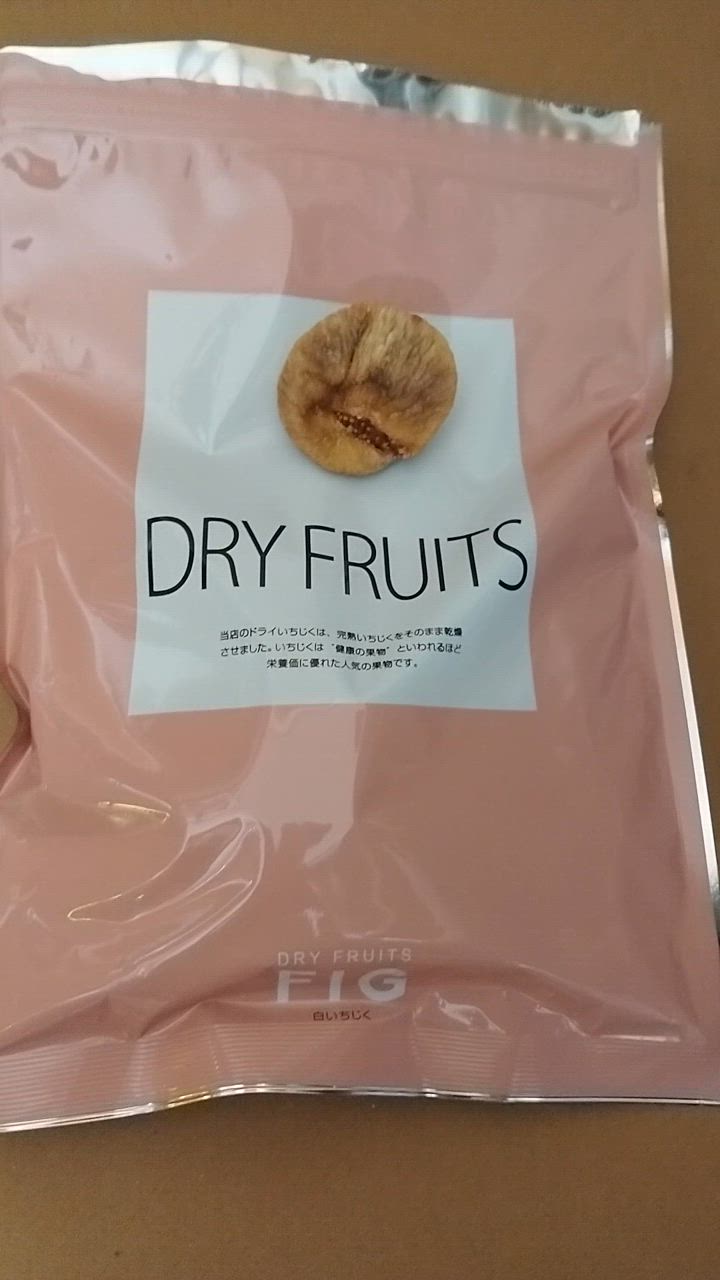 DRY FRUITS
当店のドライいちじくは、完熟いちじくをそのまま乾燥
させました。いちじくは"健康の果物"といわれるほど
栄養価に優れた人気の果物です。
DRY FRUITS
FIG
白いちじく